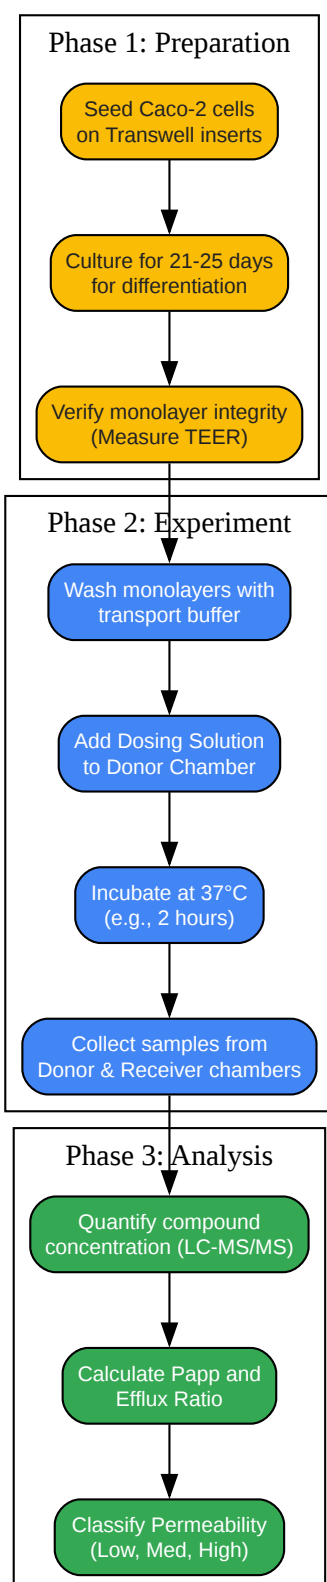 Phase 1: Preparation
Seed Caco-2 cells
on Transwell inserts
Culture for 21-25 days
for differentiation
Verify monolayer integrity
(Measure TEER)
Phase 2: Experiment
Wash monolayers with
transport buffer
Add Dosing Solution
to Donor Chamber
Incubate at 37°C
(e.g., 2 hours)
Collect samples from
Donor & Receiver chambers
Phase 3: Analysis
Quantify compound
concentration (LC-MS/MS)
Calculate Papp and
Efflux Ratio
Classify Permeability
(Low, Med, High)